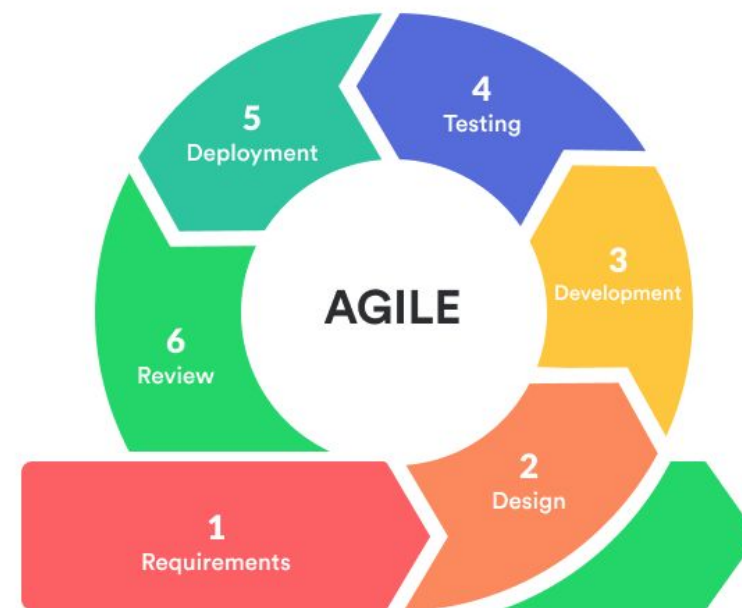 4
Testing
5
Deployment
3
Development
AGILE
6
Review
2
Design
1
Requirements